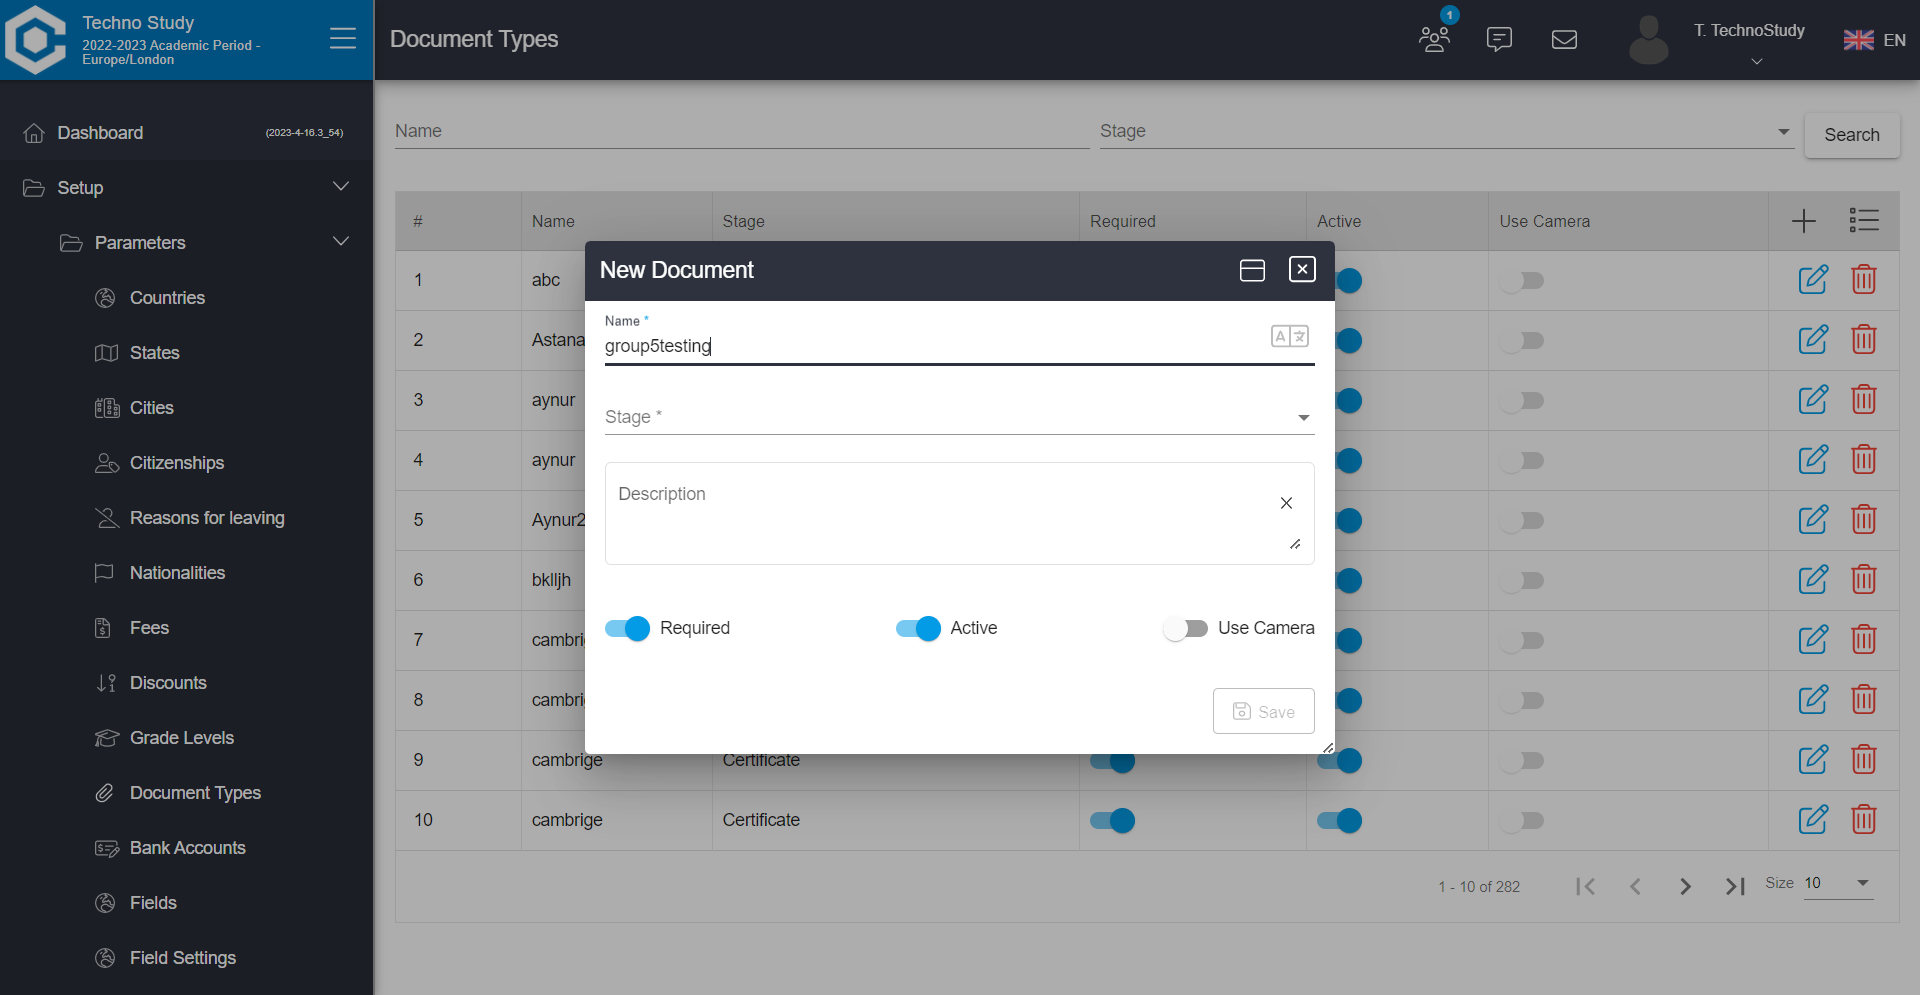 Techno Study
2022-2023 Academic Period -
Europe/London
Document Types
1
T. TechnoStudy
EN
Dashboard
(2023-4-16.3_54)
Setup
Parameters
Countries
States
Cities
Citizenships
Reasons for leaving
Nationalities
Fees
Discounts
Grade Levels
Document Types
Bank Accounts
Fields
Field Settings
Name
Stage
Search
# Name Stage Required Active Use Camera
1 abc
2 Astana
3 aynur
4 aynur
5 Aynur2
6 bklljh
7 cambri
8 cambri
9 cambrige Certificate
10 cambrige Certificate
1 - 10 of 282
Size 10
New Document
Name *
group5testing
Stage *
Description
Required
Active
Use Camera
Save